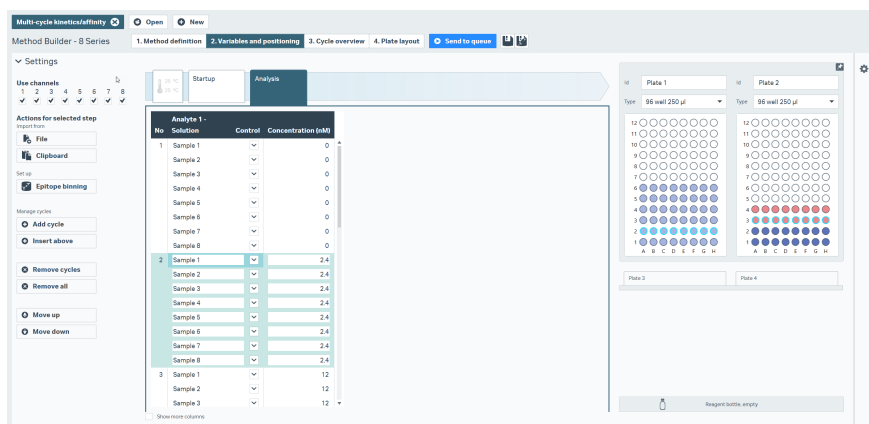 Multi-cycle kinetics/affinity Open New
Method Builder - 8 Series 1. Method definition 2. Variables and positioning 3. Cycle overview 4. Plate layout Send to queue
Settings
Use channels
1 2 3 4 5 6 7 8
Actions for selected step
Import from
File
Clipboard
Set up
Epitope binning
Manage cycles
Add cycle
Insert above
Remove cycles
Remove all
Move up
Move down
25 °C
25 °C
Startup
Analysis
Analyte 1 -
No Solution Control Concentration (nM)
1 Sample 1 0
Sample 2 0
Sample 3 0
Sample 4 0
Sample 5 0
Sample 6 0
Sample 7 0
Sample 8 0
2 Sample 1 2.4
Sample 2 2.4
Sample 3 2.4
Sample 4 2.4
Sample 5 2.4
Sample 6 2.4
Sample 7 2.4
Sample 8 2.4
3 Sample 1 12
Sample 2 12
Sample 3 12
Show more columns
Id Plate 1
Type 96 well 250 µl
12
11
10
9
8
7
6
5
4
3
2
1
A B C D E F G H
Id Plate 2
Type 96 well 250 µl
12
11
10
9
8
7
6
5
4
3
2
1
A B C D E F G H
Plate 3
Plate 4
Reagent bottle, empty